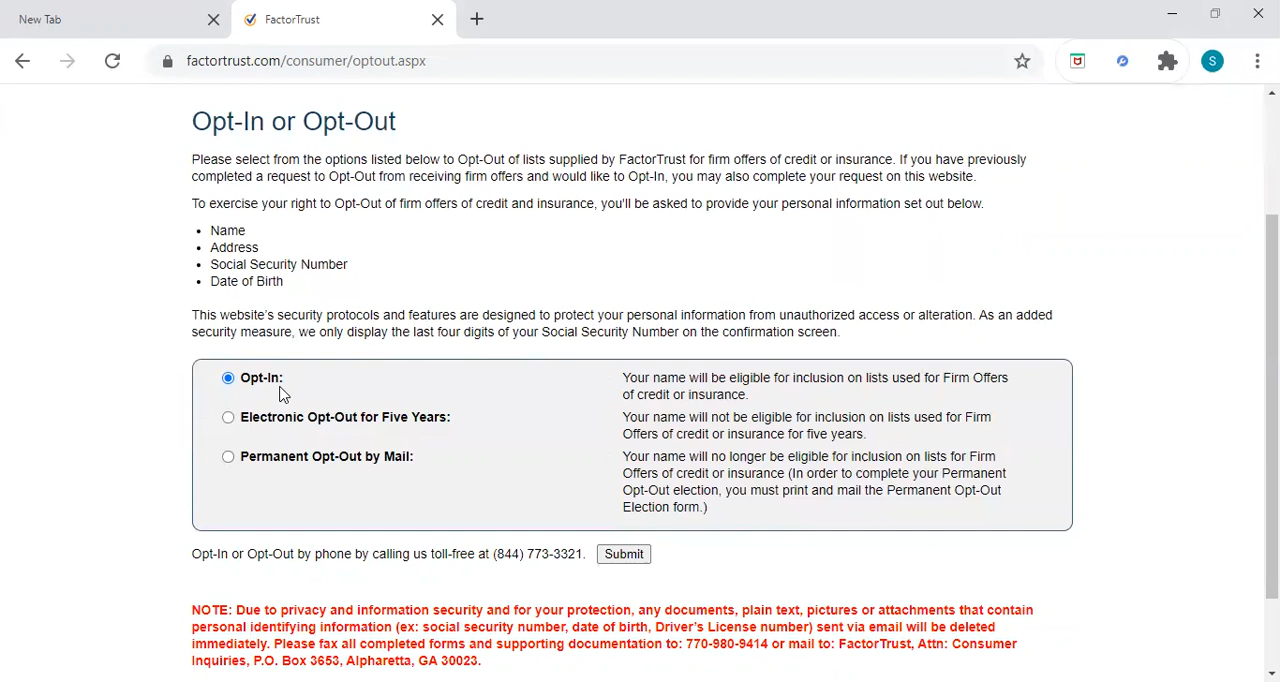 New Tab
FactorTrust
factortrust.com/consumer/optout.aspx
S
Opt-In or Opt-Out
Please select from the options listed below to Opt-Out of lists supplied by FactorTrust for firm offers of credit or insurance. If you have previously
completed a request to Opt-Out from receiving firm offers and would like to Opt-In, you may also complete your request on this website.
To exercise your right to Opt-Out of firm offers of credit and insurance, you'll be asked to provide your personal information set out below.
• Name
• Address
• Social Security Number
• Date of Birth
This website's security protocols and features are designed to protect your personal information from unauthorized access or alteration. As an added
security measure, we only display the last four digits of your Social Security Number on the confirmation screen.
Opt-In: Your name will be eligible for inclusion on lists used for Firm Offers
of credit or insurance.
Electronic Opt-Out for Five Years: Your name will not be eligible for inclusion on lists used for Firm
Offers of credit or insurance for five years.
Permanent Opt-Out by Mail: Your name will no longer be eligible for inclusion on lists for Firm
Offers of credit or insurance (In order to complete your Permanent
Opt-Out election, you must print and mail the Permanent Opt-Out
Election form.)
Opt-In or Opt-Out by phone by calling us toll-free at (844) 773-3321. Submit
NOTE: Due to privacy and information security and for your protection, any documents, plain text, pictures or attachments that contain
personal identifying information (ex: social security number, date of birth, Driver's License number) sent via email will be deleted
immediately. Please fax all completed forms and supporting documentation to: 770-980-9414 or mail to: FactorTrust, Attn: Consumer
Inquiries, P.O. Box 3653, Alpharetta, GA 30023.